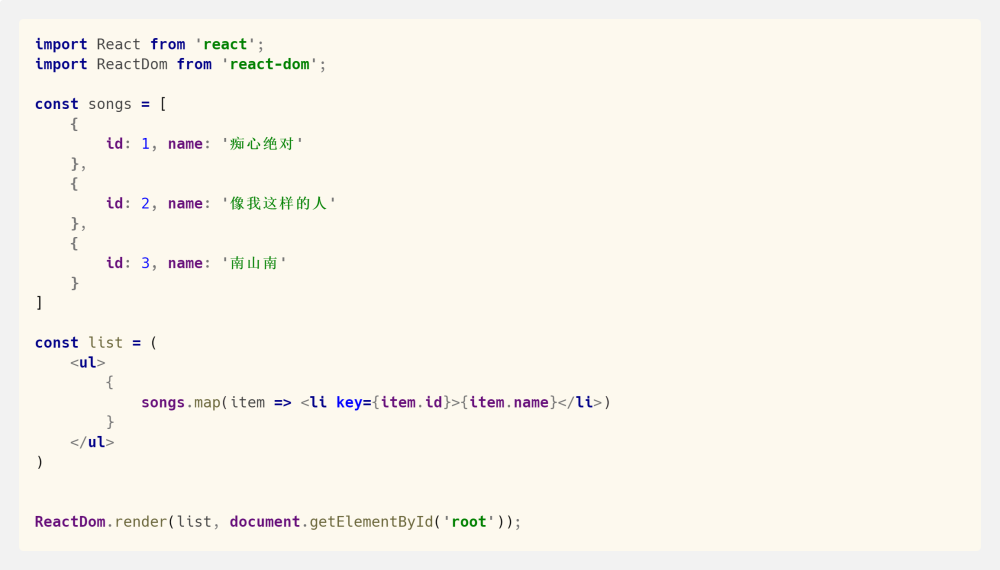 import React from 'react';
import ReactDom from 'react-dom';

const songs = [
    {
        id: 1, name: '痴心绝对'
    },
    {
        id: 2, name: '像我这样的人'
    },
    {
        id: 3, name: '南山南'
    }
]

const list = (
    <ul>
        {
            songs.map(item => <li key={item.id}>{item.name}</li>)
        }
    </ul>
)


ReactDom.render(list, document.getElementById('root'));